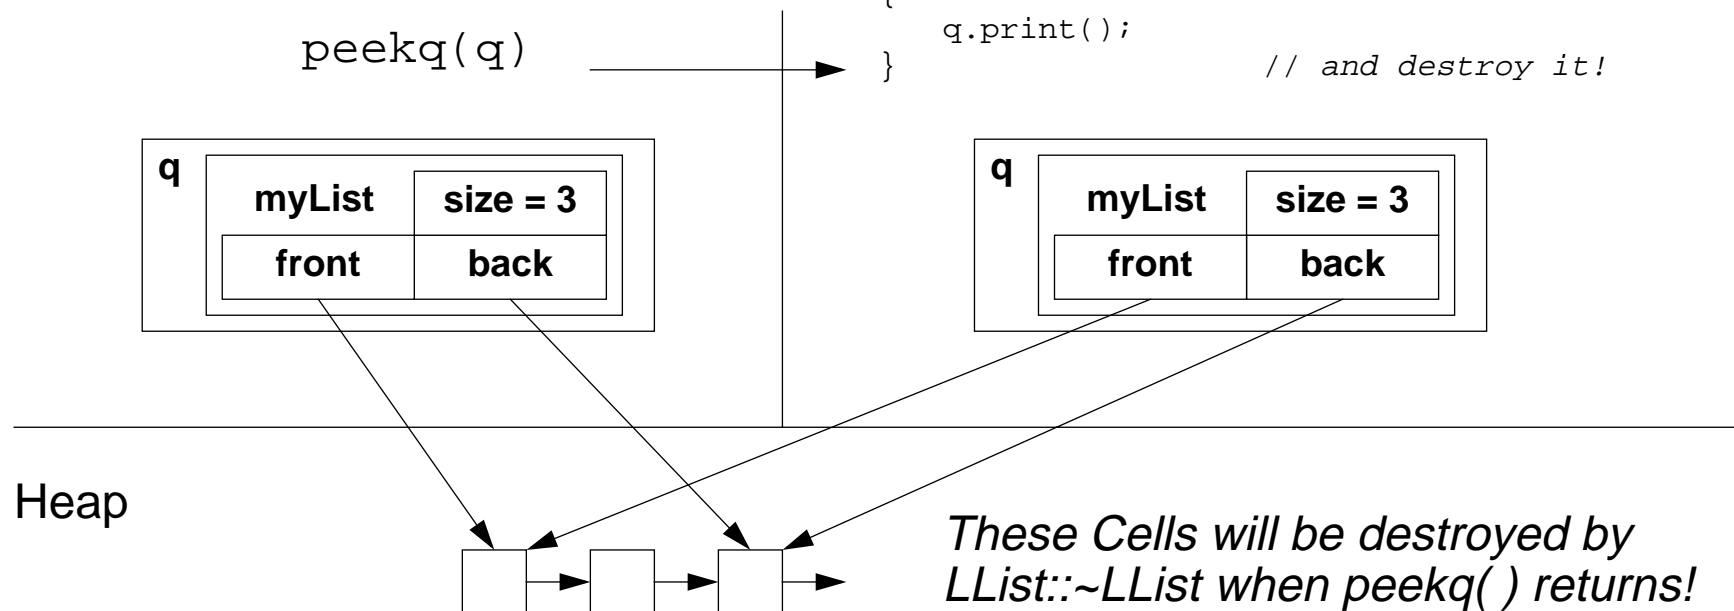 {
q.print();
peekq(q)
} // and destroy it!
q
myList size = 3
front back
q
myList size = 3
front back
Heap
These Cells will be destroyed by
LList::~LList when peekq( ) returns!